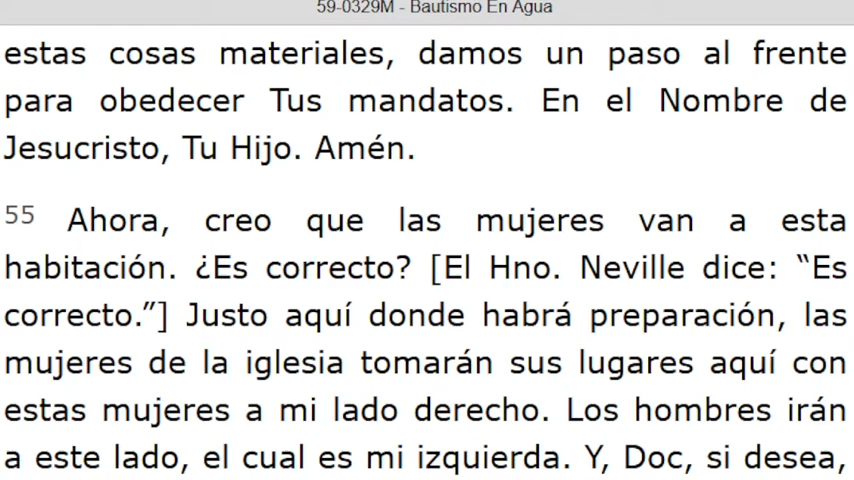 59-0329M - Bautismo En Agua
estas cosas materiales, damos un paso al frente
para obedecer Tus mandatos. En el Nombre de
Jesucristo, Tu Hijo. Amén.
55 Ahora, creo que las mujeres van a esta
habitación. ¿Es correcto? [El Hno. Neville dice: “Es
correcto.”] Justo aquí donde habrá preparación, las
mujeres de la iglesia tomarán sus lugares aquí con
estas mujeres a mi lado derecho. Los hombres irán
a este lado, el cual es mi izquierda. Y, Doc, si desea,